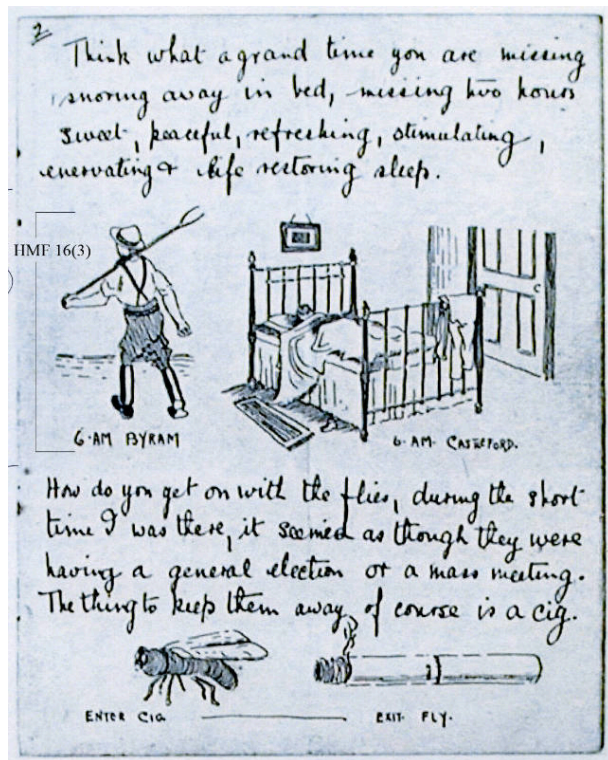 2
Think what a grand time you are missing
snoring away in bed, missing two hours
sweet, peaceful, refreshing, stimulating,
enervating & life restoring sleep.
HMF 16(3)
6·AM BYRAM
6·AM· CASTLEFORD.
How do you get on with the flies, during the short
time I was there, it seemed as though they were
having a general election or a mass meeting.
The thing to keep them away, of course is a cig.
ENTER CIG. EXIT FLY.